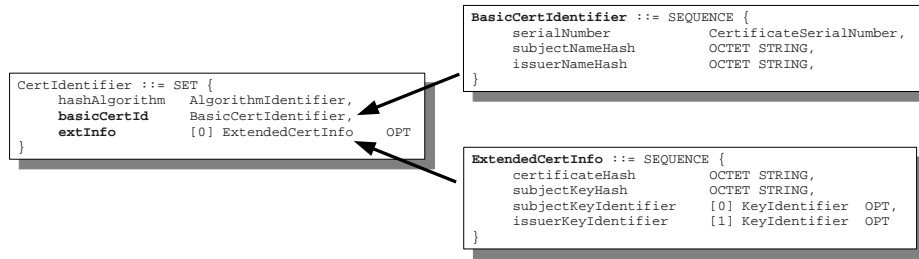 BasicCertIdentifier ::= SEQUENCE {
serialNumber CertificateSerialNumber,
subjectNameHash OCTET STRING,
issuerNameHash OCTET STRING,
}
CertIdentifier ::= SET {
hashAlgorithm AlgorithmIdentifier,
basicCertId BasicCertIdentifier,
extInfo [0] ExtendedCertInfo OPT
}
ExtendedCertInfo ::= SEQUENCE {
certificateHash OCTET STRING,
subjectKeyHash OCTET STRING,
subjectKeyIdentifier [0] KeyIdentifier OPT,
issuerKeyIdentifier [1] KeyIdentifier OPT
}